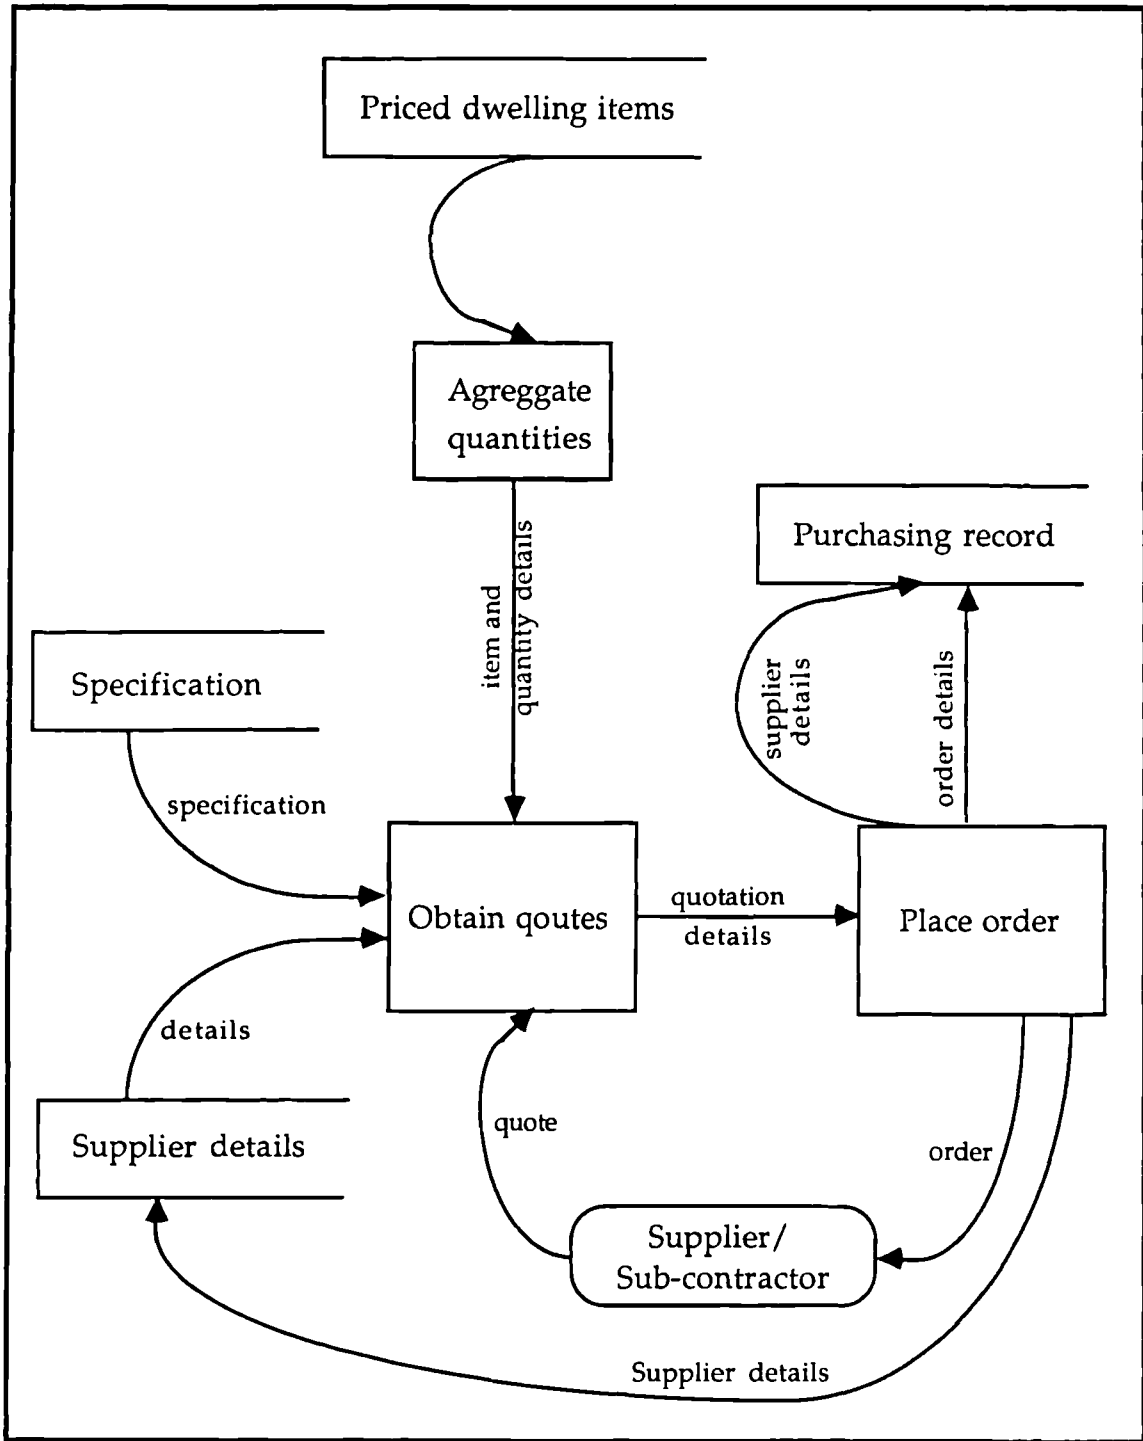 Priced dwelling items
Agreggate
quantities
item and
quantity details
Purchasing record
supplier
details
order details
Specification
specification
Obtain qoutes
quotation
details
Place order
details
Supplier details
quote
order
Supplier/
Sub-contractor
Supplier details